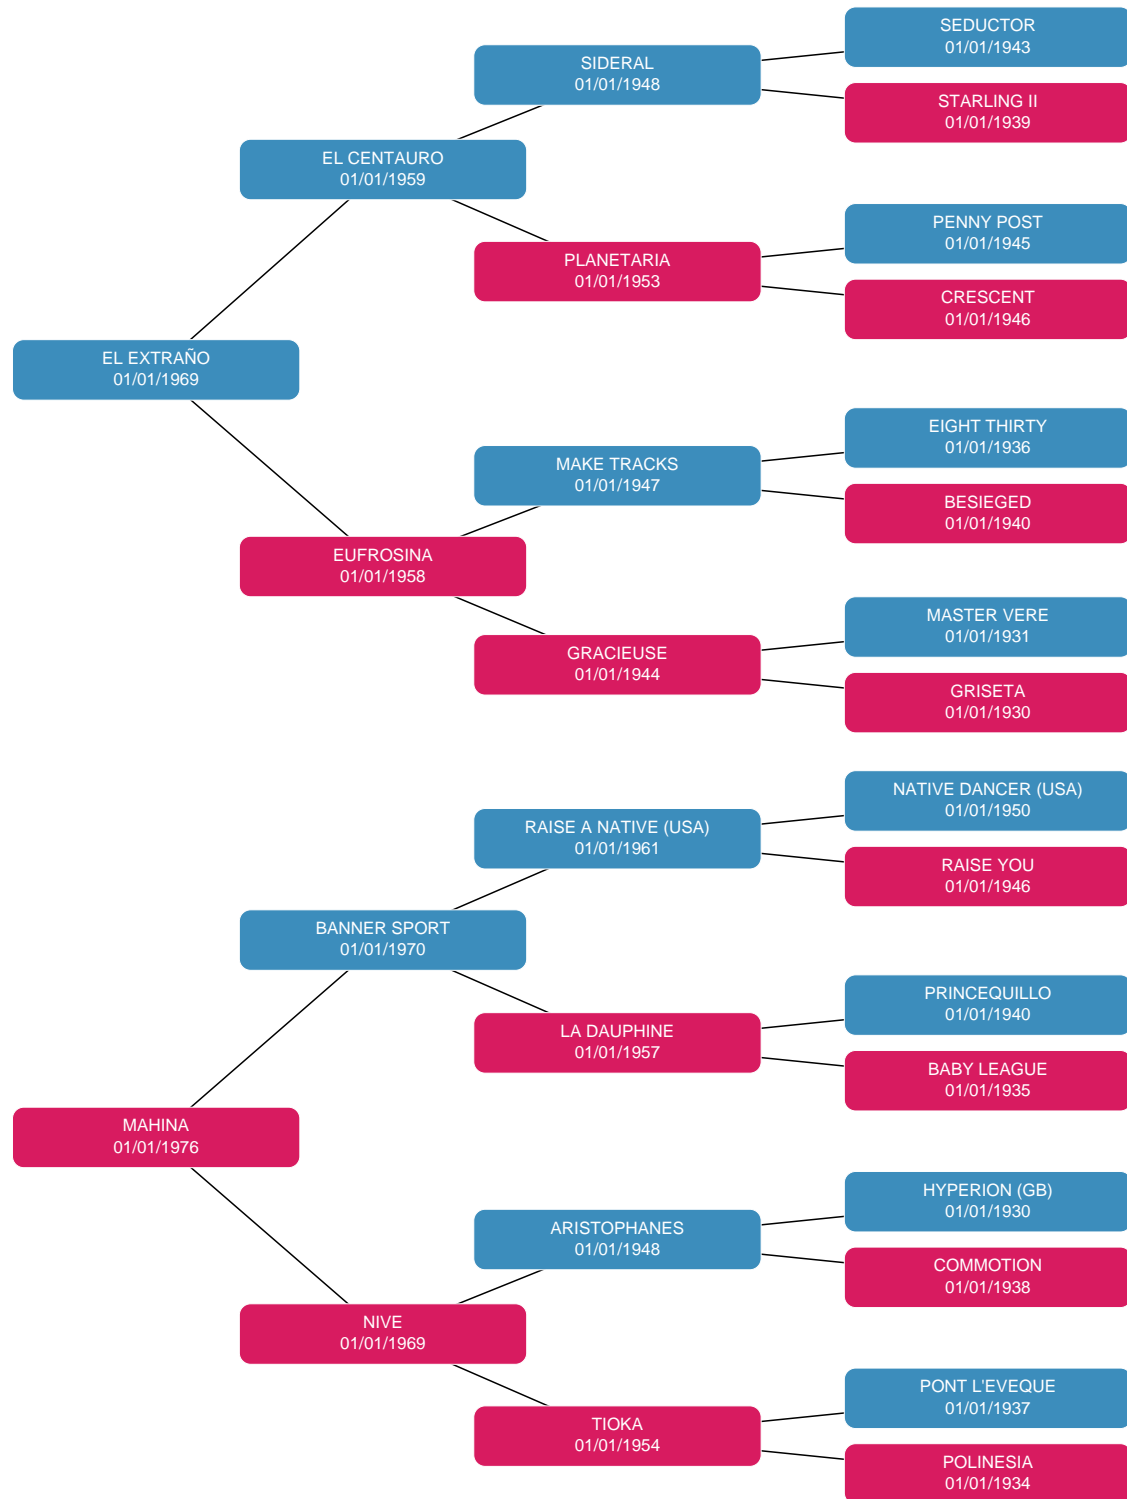 SEDUCTOR
01/01/1943
SIDERAL
01/01/1948
STARLING II
01/01/1939
EL CENTAURO
01/01/1959
PENNY POST
01/01/1945
PLANETARIA
01/01/1953
CRESCENT
01/01/1946
EL EXTRAÑO
01/01/1969
EIGHT THIRTY
01/01/1936
MAKE TRACKS
01/01/1947
BESIEGED
01/01/1940
EUFROSINA
01/01/1958
MASTER VERE
01/01/1931
GRACIEUSE
01/01/1944
GRISETA
01/01/1930
NATIVE DANCER (USA)
01/01/1950
RAISE A NATIVE (USA)
01/01/1961
RAISE YOU
01/01/1946
BANNER SPORT
01/01/1970
PRINCEQUILLO
01/01/1940
LA DAUPHINE
01/01/1957
BABY LEAGUE
01/01/1935
MAHINA
01/01/1976
HYPERION (GB)
01/01/1930
ARISTOPHANES
01/01/1948
COMMOTION
01/01/1938
NIVE
01/01/1969
PONT L'EVEQUE
01/01/1937
TIOKA
01/01/1954
POLINESIA
01/01/1934